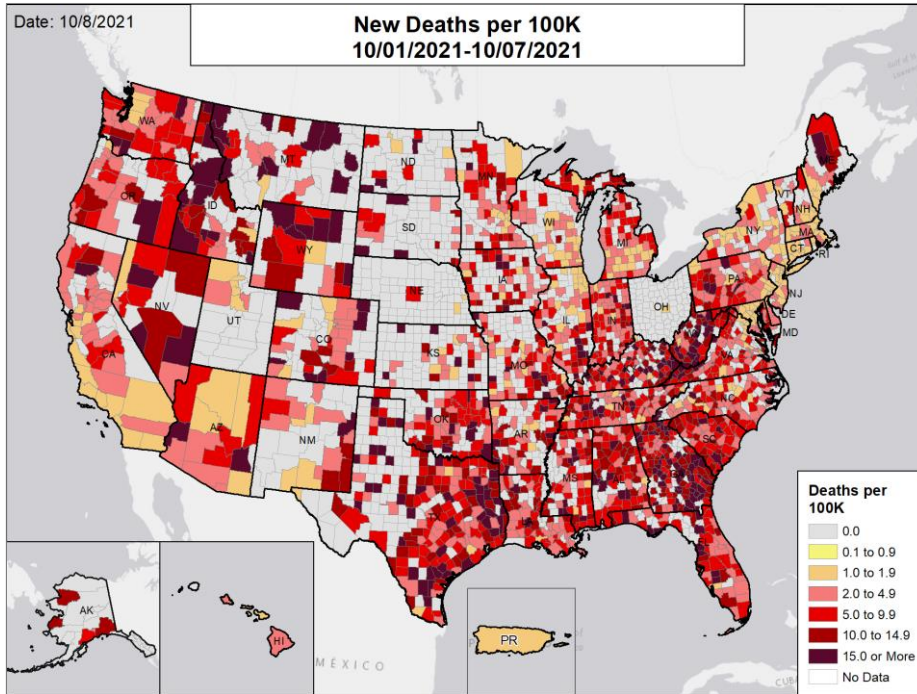 Date: 10/8/2021
New Deaths per 100K
10/01/2021-10/07/2021
WA
MT
ND
MN
ME
OR
ID
SD
WI
VT
NH
WY
MI
NY
MA
CT
RI
IA
PA
NE
NJ
NV
OH
UT
IL
IN
DE
MD
CO
CA
KS
MO
VA
TN
NC
OK
AZ
NM
AR
SC
MS
AL
AK
HI
PR
MÉXICO
Deaths per
100K
0.0
0.1 to 0.9
1.0 to 1.9
2.0 to 4.9
5.0 to 9.9
10.0 to 14.9
15.0 or More
No Data